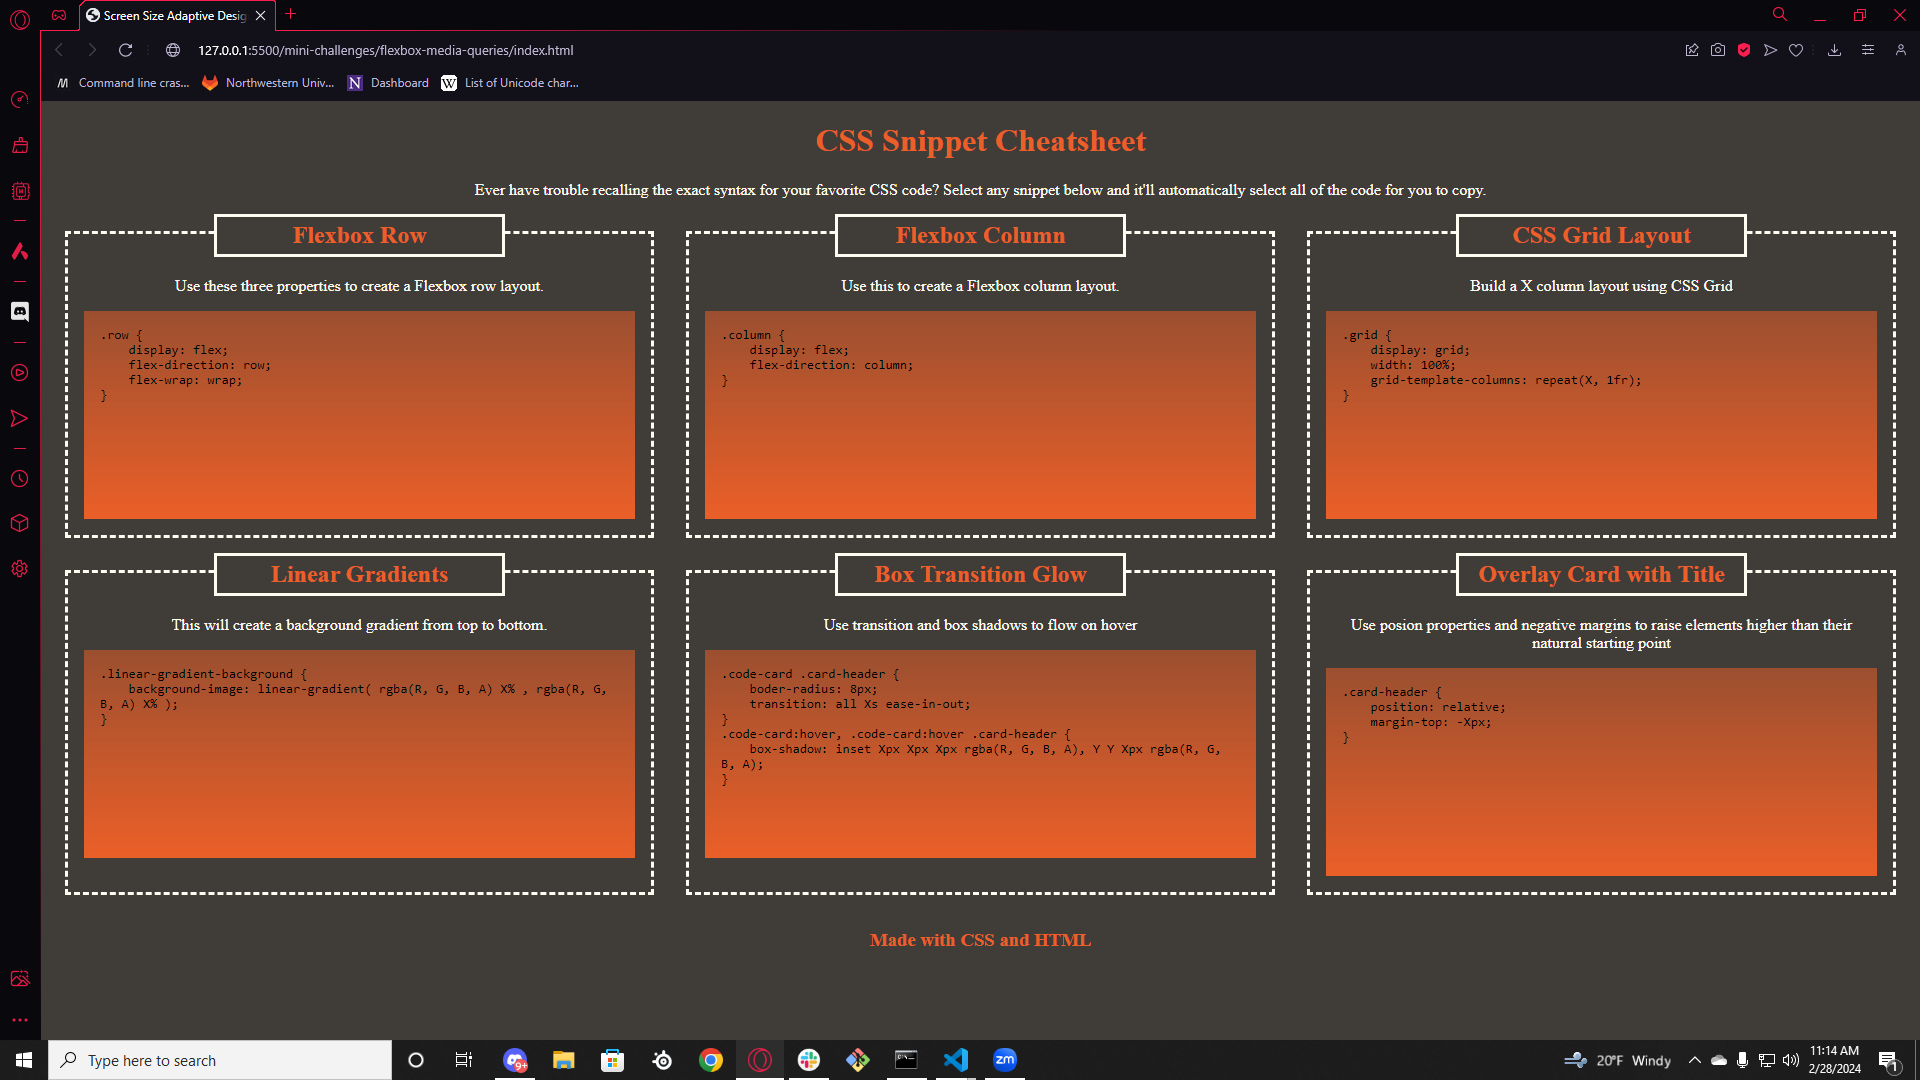 Screen Size Adaptive Desig
127.0.0.1:5500/mini-challenges/flexbox-media-queries/index.html
Command line cras...
Northwestern Univ...
N
Dashboard
W
List of Unicode char...
CSS Snippet Cheatsheet
Ever have trouble recalling the exact syntax for your favorite CSS code? Select any snippet below and it'll automatically select all of the code for you to copy.
Flexbox Row
Use these three properties to create a Flexbox row layout.
.row {
    display: flex;
    flex-direction: row;
    flex-wrap: wrap;
}
Flexbox Column
Use this to create a Flexbox column layout.
.column {
    display: flex;
    flex-direction: column;
}
CSS Grid Layout
Build a X column layout using CSS Grid
.grid {
    display: grid;
    width: 100%;
    grid-template-columns: repeat(X, 1fr);
}
Linear Gradients
This will create a background gradient from top to bottom.
.linear-gradient-background {
    background-image: linear-gradient( rgba(R, G, B, A) X% , rgba(R, G,
B, A) X% );
}
Box Transition Glow
Use transition and box shadows to flow on hover
.code-card .card-header {
    boder-radius: 8px;
    transition: all Xs ease-in-out;
}
.code-card:hover, .code-card:hover .card-header {
    box-shadow: inset Xpx Xpx Xpx rgba(R, G, B, A), Y Y Xpx rgba(R, G,
B, A);
}
Overlay Card with Title
Use posion properties and negative margins to raise elements higher than their
naturral starting point
.card-header {
    position: relative;
    margin-top: -Xpx;
}
Made with CSS and HTML
Type here to search
9+
zm
20°F Windy
11:14 AM
2/28/2024
1